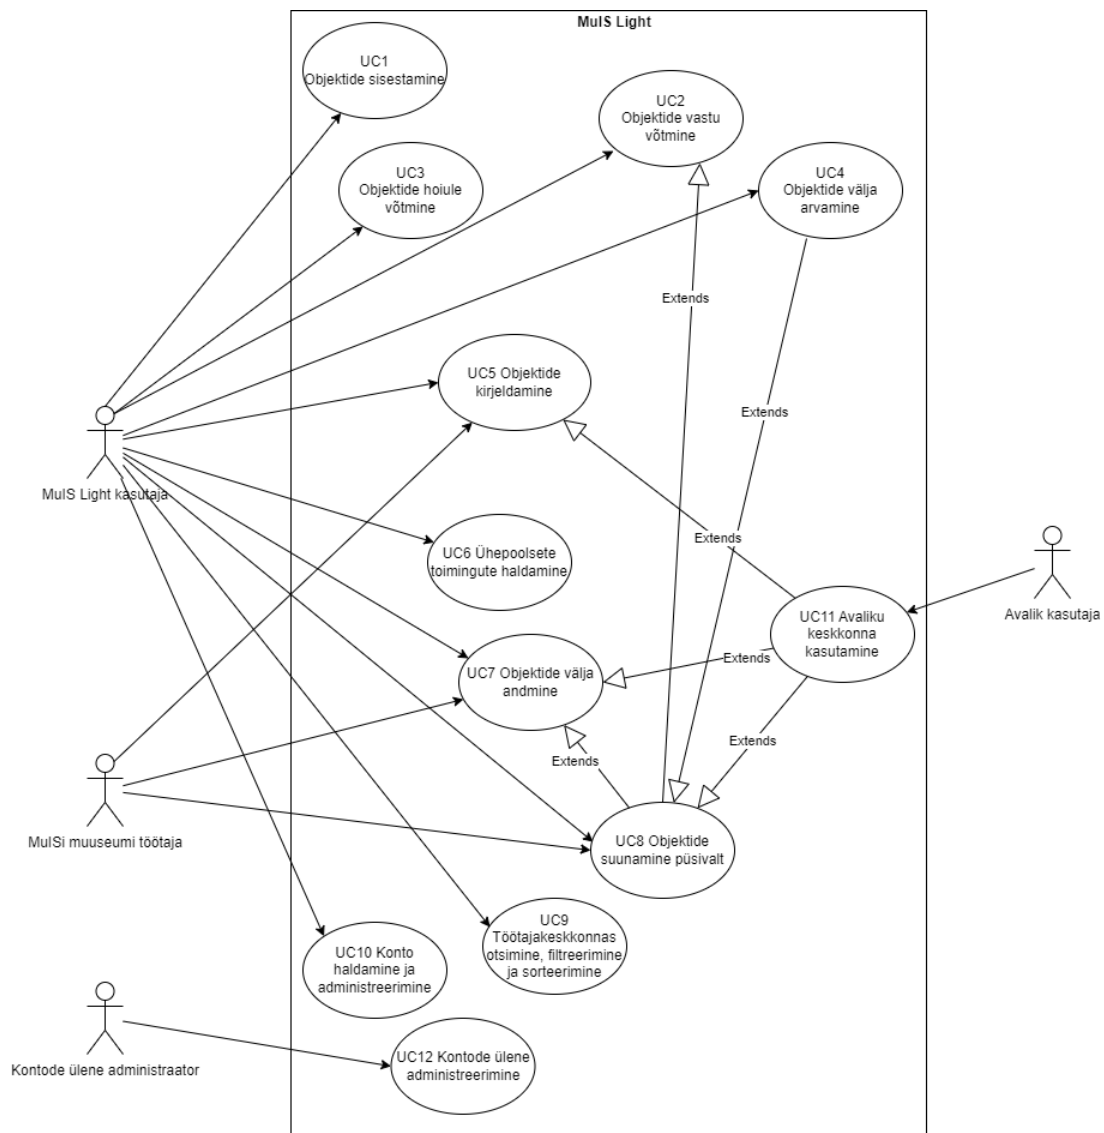 MuIS Light
UC1
Objektide sisestamine
UC2
Objektide vastu
võtmine
UC3
Objektide hoiule
võtmine
UC4
Objektide välja
arvamine
Extends
UC5 Objektide
kirjeldamine
Extends
MuIS Light kasutaja
Extends
UC6 Ühepoolsete
toimingute haldamine
Avalik kasutaja
UC11 Avaliku
keskkonna
kasutamine
Extends
UC7 Objektide välja
andmine
Extends
Extends
MuISi muuseumi töötaja
UC8 Objektide
suunamine püsivalt
UC9
Töötajakeskkonnas
otsimine, filtreerimine
ja sorteerimine
UC10 Konto
haldamine ja
administreerimine
Kontode ülene administraator
UC12 Kontode ülene
administreerimine